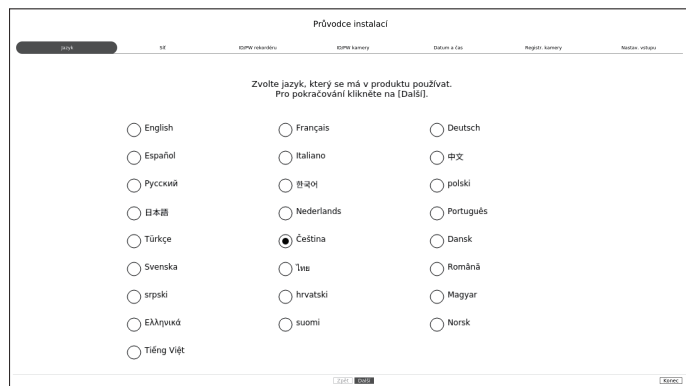 Průvodce instalací
Jazyk Síť ID/PW rekordéru ID/PW kamery Datum a čas Registr. kamery Nastav. vstupu
Zvolte jazyk, který se má v produktu používat.
Pro pokračování klikněte na [Další].
English Français Deutsch
Español Italiano 中文
Русский 한국어 polski
日本語 Nederlands Português
Türkçe Čeština Dansk
Svenska ไทย Română
srpski hrvatski Magyar
Ελληνικά suomi Norsk
Tiếng Việt
Zpět Další Konec